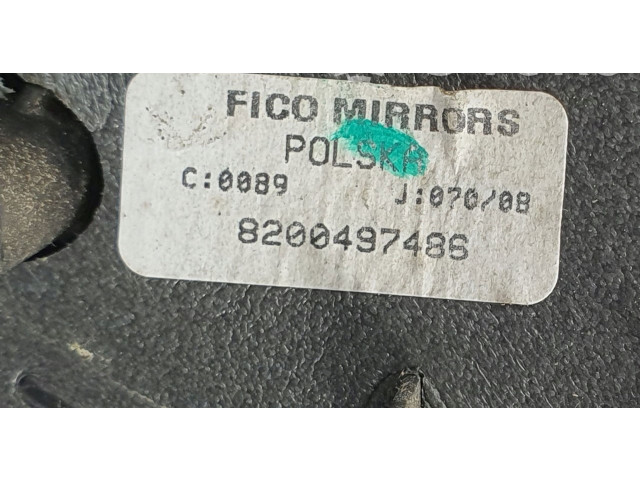 FICO MIRRORS
POLSKA
C:0089 J:070/08
8200497486